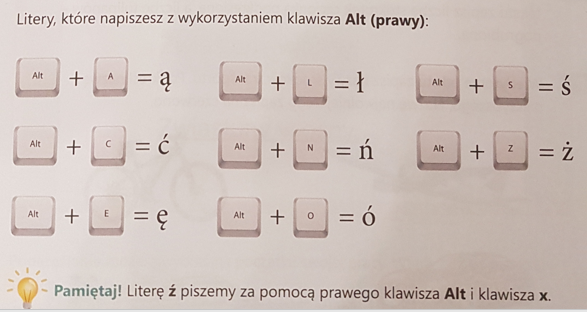 Litery, które napiszesz z wykorzystaniem klawisza Alt (prawy):
Alt + A = ą Alt + L = ł Alt + S = ś
Alt + C = ć Alt + N = ń Alt + Z = ż
Alt + E = ę Alt + O = ó
Pamiętaj! Literę ź piszemy za pomocą prawego klawisza Alt i klawisza x.